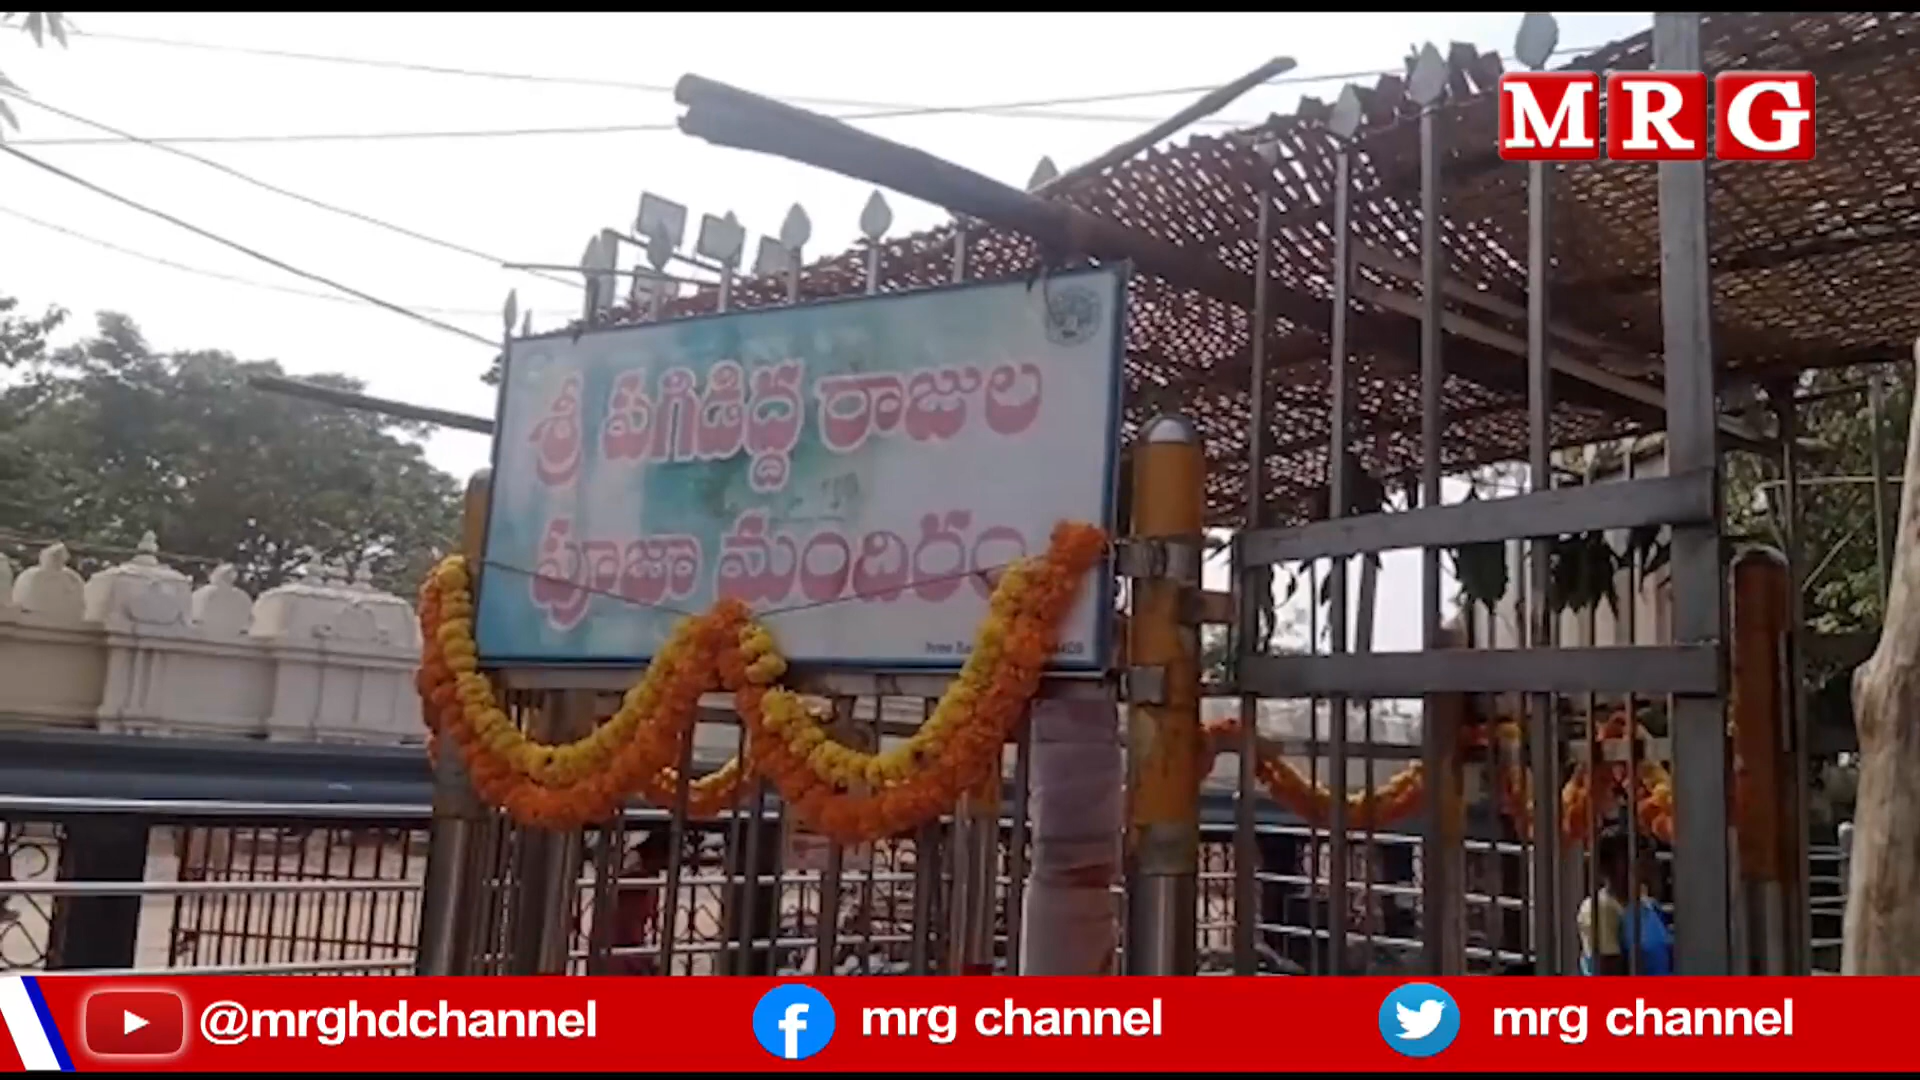 MRG
శ్రీ పగిడిద్ద రాజుల
పూజా మందిరం
@mrghdchannel
mrg channel
mrg channel